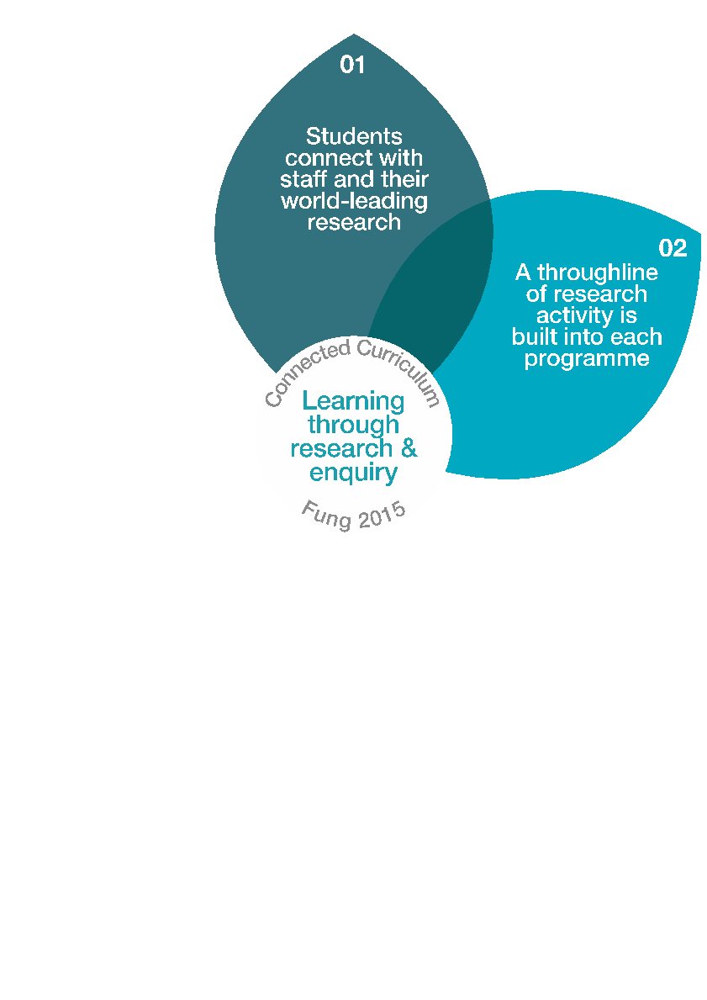 01
Students
connect with
staff and their
world-leading
research
02
A throughline
of research
activity is
built into each
programme
Connected Curriculum
Learning
through
research &
enquiry
Fung 2015